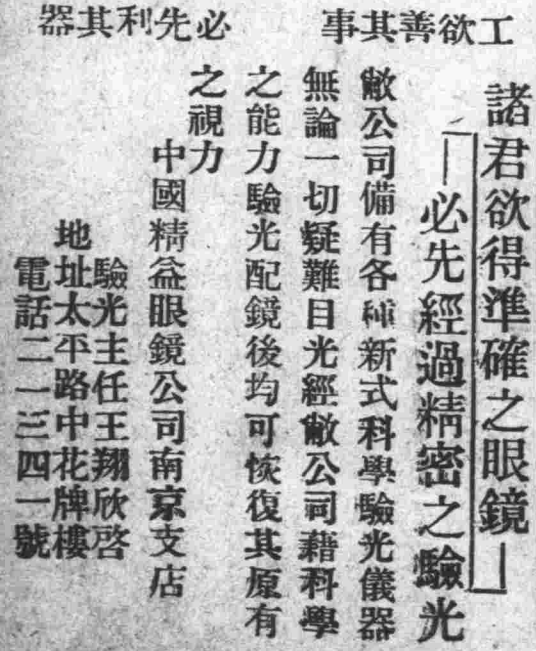 工欲善其事
必先利其器
諸君欲得準確之眼鏡
必先經過精密之驗光
敝公司備有各種新式科學驗光儀器
無論一切疑難目光經敝公司藉科學
之能力驗光配鏡後均可恢復其原有
之視力
中國精益眼鏡公司南京支店
驗光主任王翔欣啓
地址太平路中花牌樓
電話二一三四一號